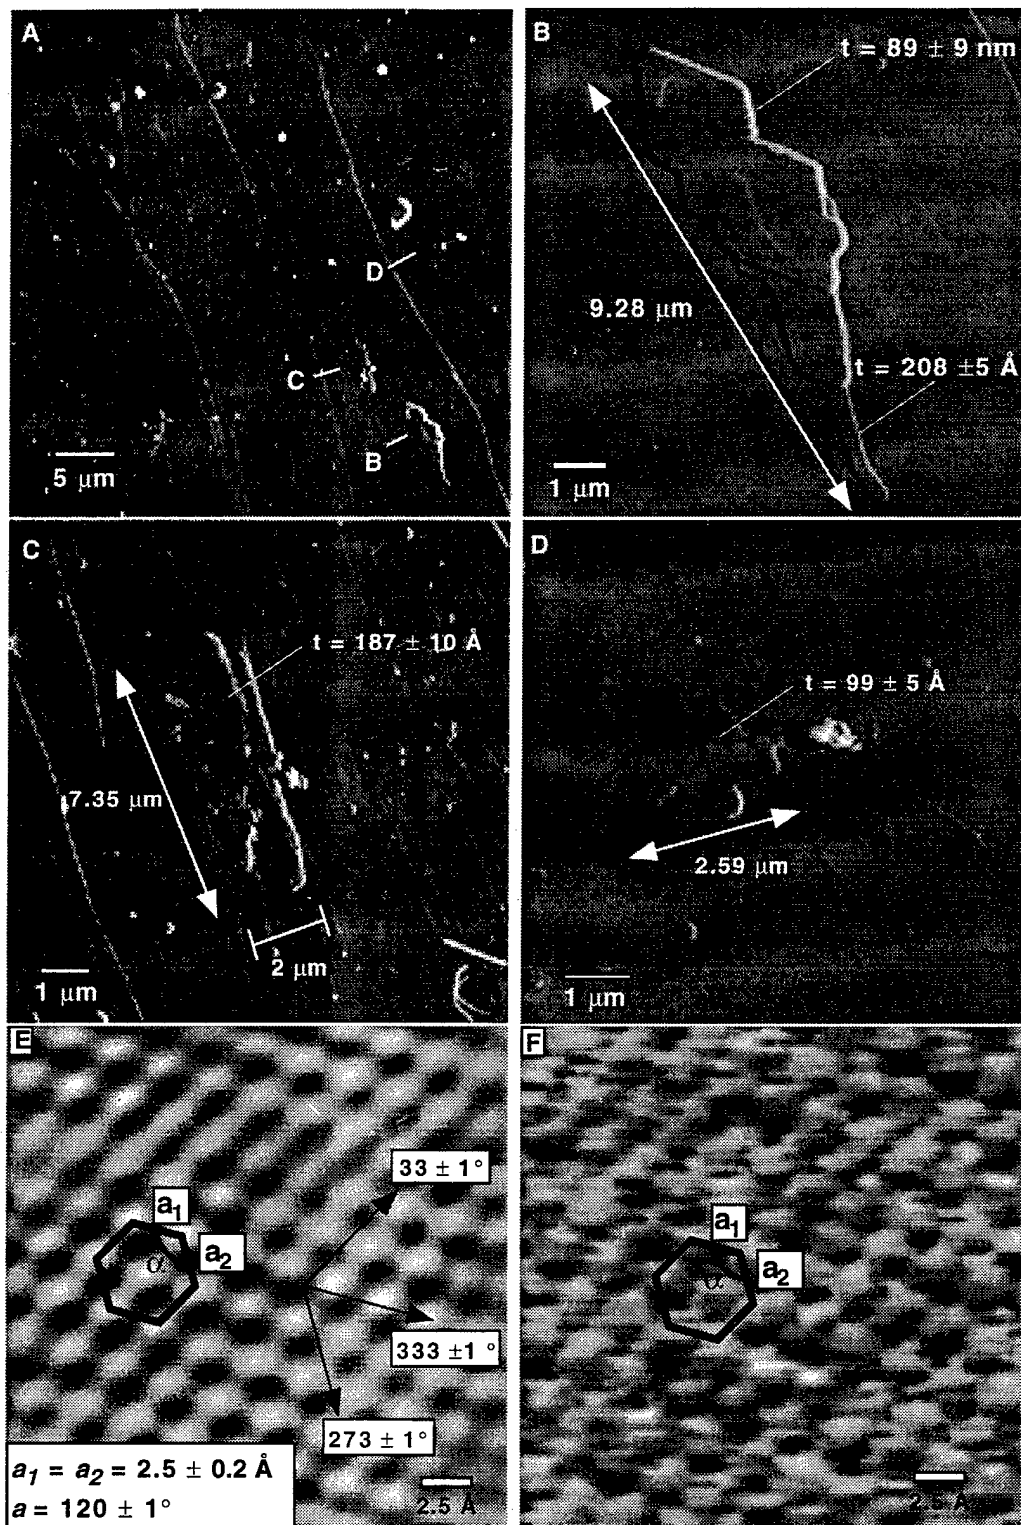 A
D
C
B
5 μm
B
t = 89 ± 9 nm
9.28 μm
t = 208 ±5 Å
1 μm
C
t = 187 ± 10 Å
7.35 μm
2 μm
1 μm
D
t = 99 ± 5 Å
2.59 μm
1 μm
E
33 ± 1°
a1
a2
α
333 ±1 °
273 ± 1°
a1 = a2 = 2.5 ± 0.2 Å
a = 120 ± 1°
2.5 Å
F
a1
a2
α
2.5 Å